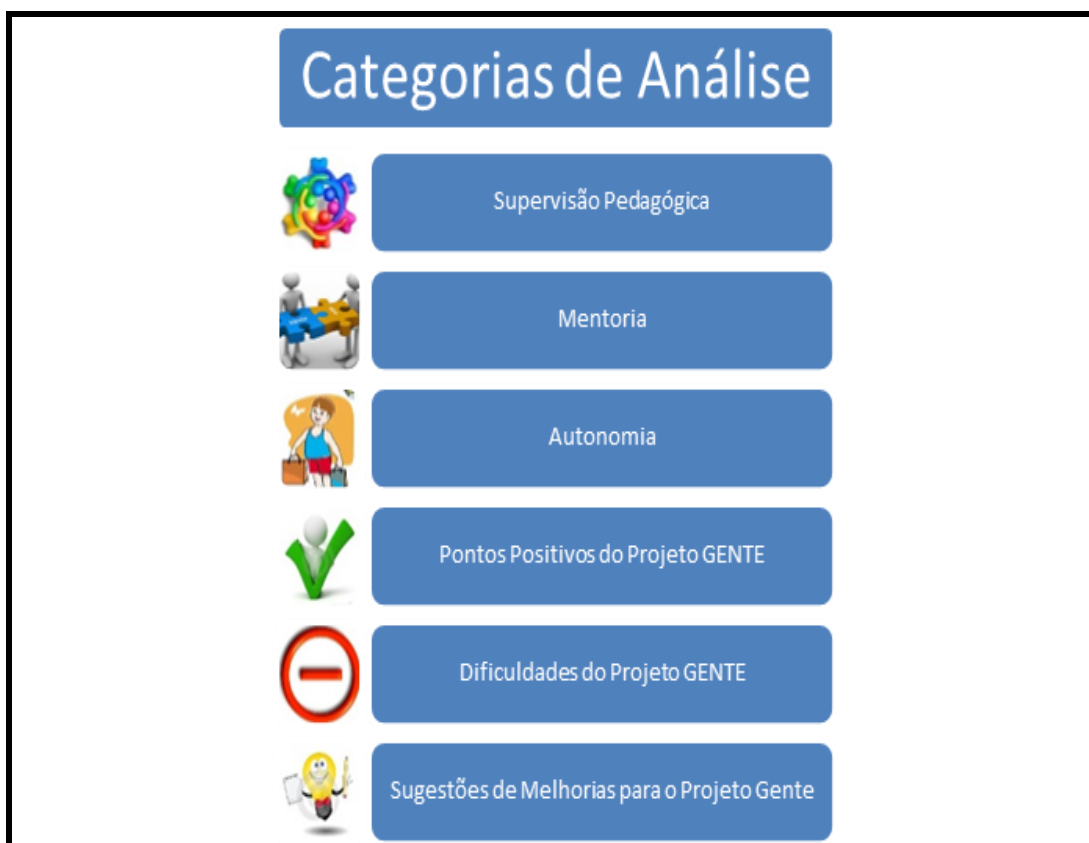 Categorias de Análise
Supervisão Pedagógica
Mentoria
Autonomia
Pontos Positivos do Projeto GENTE
Dificuldades do Projeto GENTE
Sugestões de Melhorias para o Projeto Gente